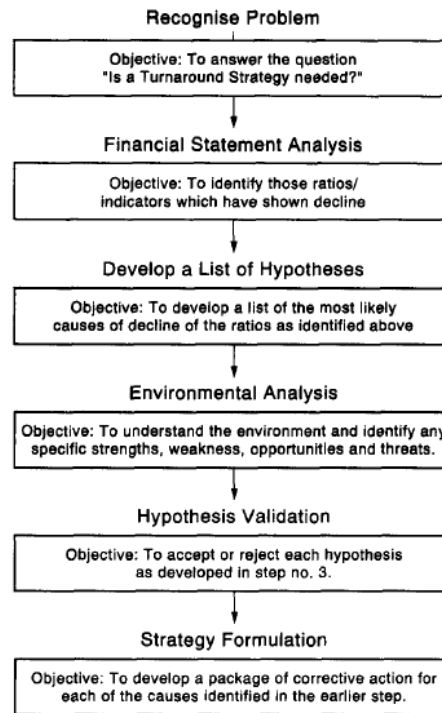 Recognise Problem
Objective: To answer the question
"Is a Turnaround Strategy needed?"
Financial Statement Analysis
Objective: To identify those ratios/
indicators which have shown decline
Develop a List of Hypotheses
Objective: To develop a list of the most likely
causes of decline of the ratios as identified above
Environmental Analysis
Objective: To understand the environment and identify any
specific strengths, weakness, opportunities and threats.
Hypothesis Validation
Objective: To accept or reject each hypothesis
as developed in step no. 3.
Strategy Formulation
Objective: To develop a package of corrective action for
each of the causes identified in the earlier step.